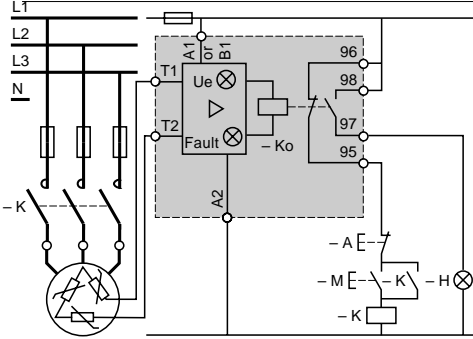 L1
L2
L3
N
A1
or
B1
96
98
97
95
T1
T2
Ue
Fault
– Ko
A2
– K
– A
– M
– K
– H
– K